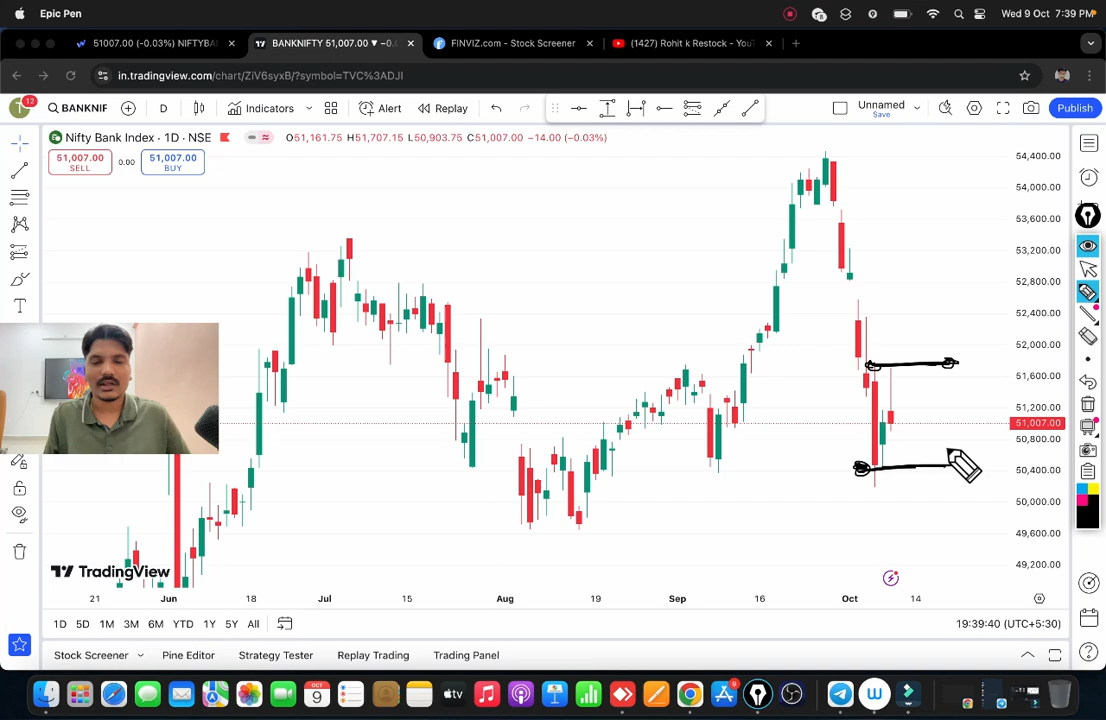 Epic Pen
Wed 9 Oct 7:39 PM
51007.00 (-0.03%) NIFTYBA
BANKNIFTY 51,007.00 ▼ −0.
FINVIZ.com - Stock Screener
(1427) Rohit k Restock - You
in.tradingview.com/chart/ZiV6syxB/?symbol=TVC%3ADJI
T
12
BANKNIF
D
Indicators
Alert
Replay
Unnamed
Save
Publish
Nifty Bank Index · 1D · NSE
O51,161.75 H51,707.15 L50,903.75 C51,007.00 −14.00 (−0.03%)
51,007.00
SELL
0.00
51,007.00
BUY
54,400.00
54,000.00
53,600.00
53,200.00
52,800.00
52,400.00
52,000.00
51,600.00
51,200.00
51,007.00
50,800.00
50,400.00
50,000.00
49,600.00
49,200.00
TradingView
21
Jun
18
Jul
15
Aug
19
Sep
16
Oct
14
1D
5D
1M
3M
6M
YTD
1Y
5Y
All
19:39:40 (UTC+5:30)
Stock Screener
Pine Editor
Strategy Tester
Replay Trading
Trading Panel
OCT
9
tv
9